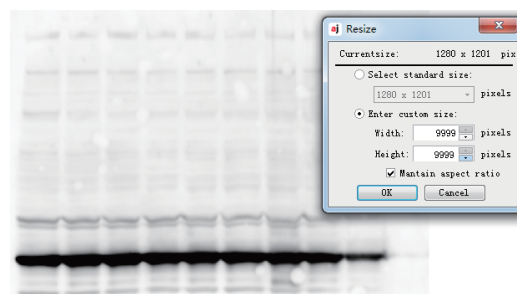 aj Resize
Currentsize: 1280 x 1201 pix
Select standard size:
1280 x 1201 pixels
Enter custom size:
Width: 9999 pixels
Height: 9999 pixels
Mantain aspect ratio
OK Cancel